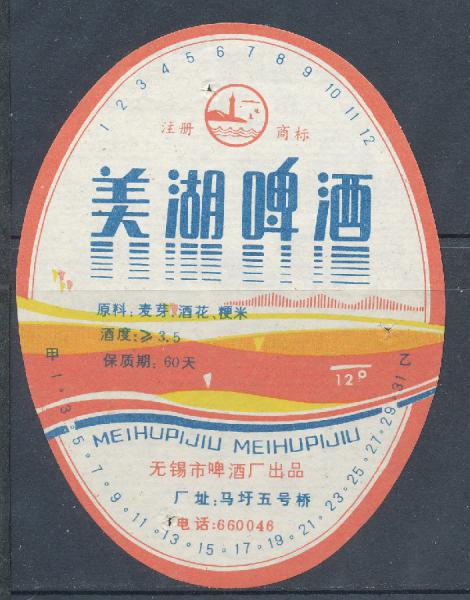 1 2 3 4 5 6 7 8 9 10 11 12
注册 商标
美湖啤酒
原料：麦芽.酒花、粳米
酒度：≥3.5
保质期：60天
12°
甲 乙
1·3·5·7·9·11·13·15·17·19·21·23·25·27·29·31
MEIHUPIJIU MEIHUPIJIU
无锡市啤酒厂出品
厂址:马圩五号桥
电话:660046